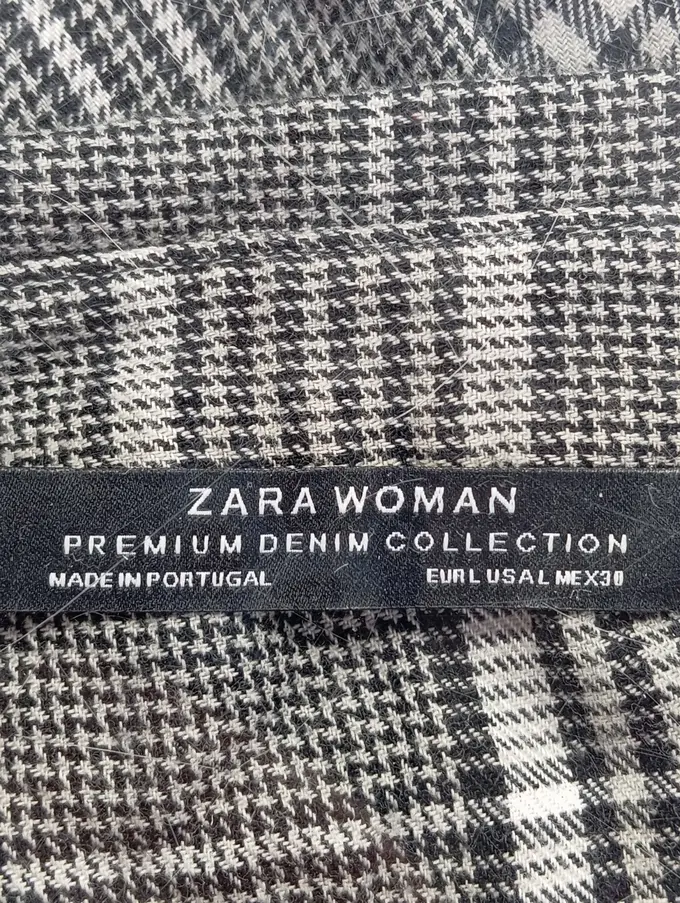 ZARA WOMAN
PREMIUM DENIM COLLECTION
MADE IN PORTUGAL EUR L USA L MEX 30